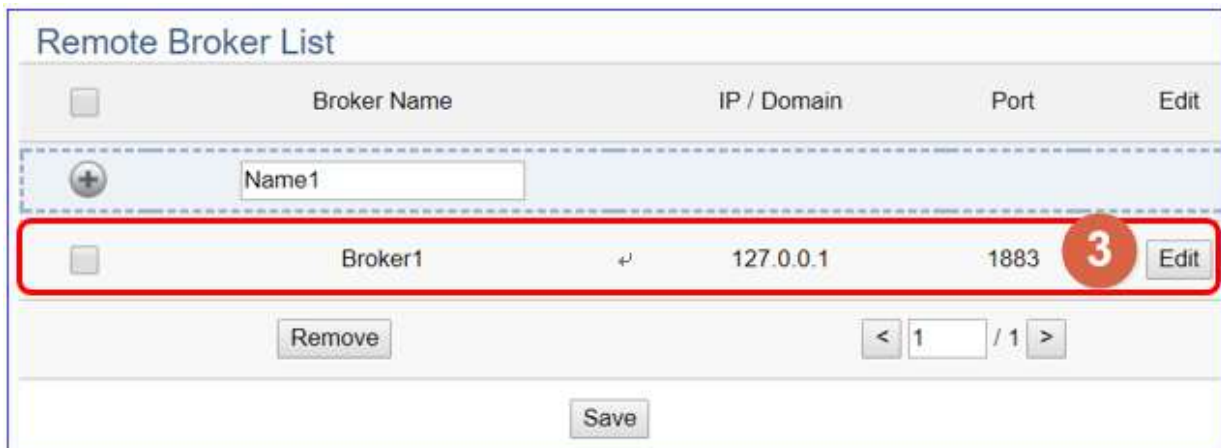 Remote Broker List
Broker Name IP / Domain Port Edit
Name1
Broker1 ↵ 127.0.0.1 1883 3 Edit
Remove < 1 / 1 >
Save